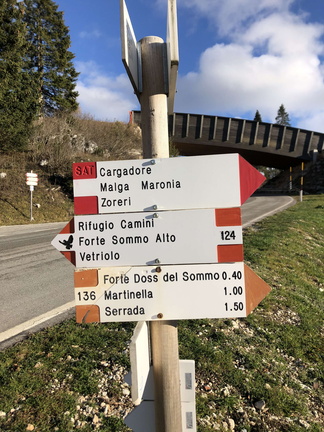 SAT Cargadore
Malga Maronia
Zoreri
Rifugio Camini
Forte Sommo Alto 124
Vetriolo
Forte Doss del Sommo 0.40
136 Martinella 1.00
Serrada 1.50